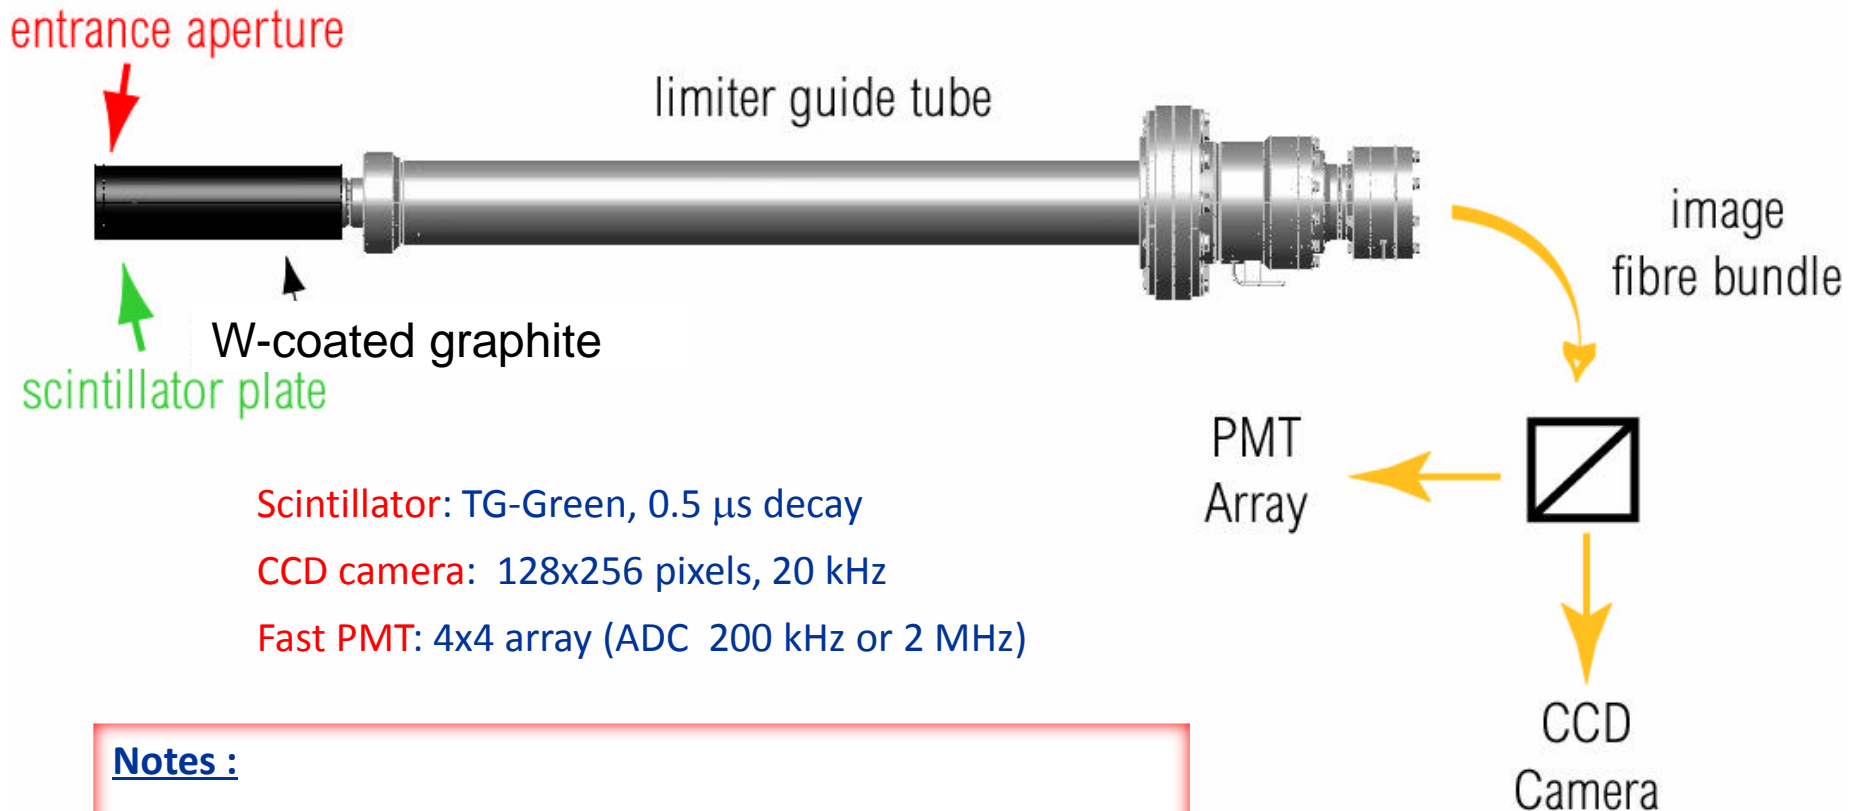 entrance aperture
limiter guide tube
image
fibre bundle
W-coated graphite
scintillator plate
PMT
Array
Scintillator: TG-Green, 0.5 μs decay
CCD camera:  128x256 pixels, 20 kHz
Fast PMT: 4x4 array (ADC  200 kHz or 2 MHz)
CCD
Camera
Notes :